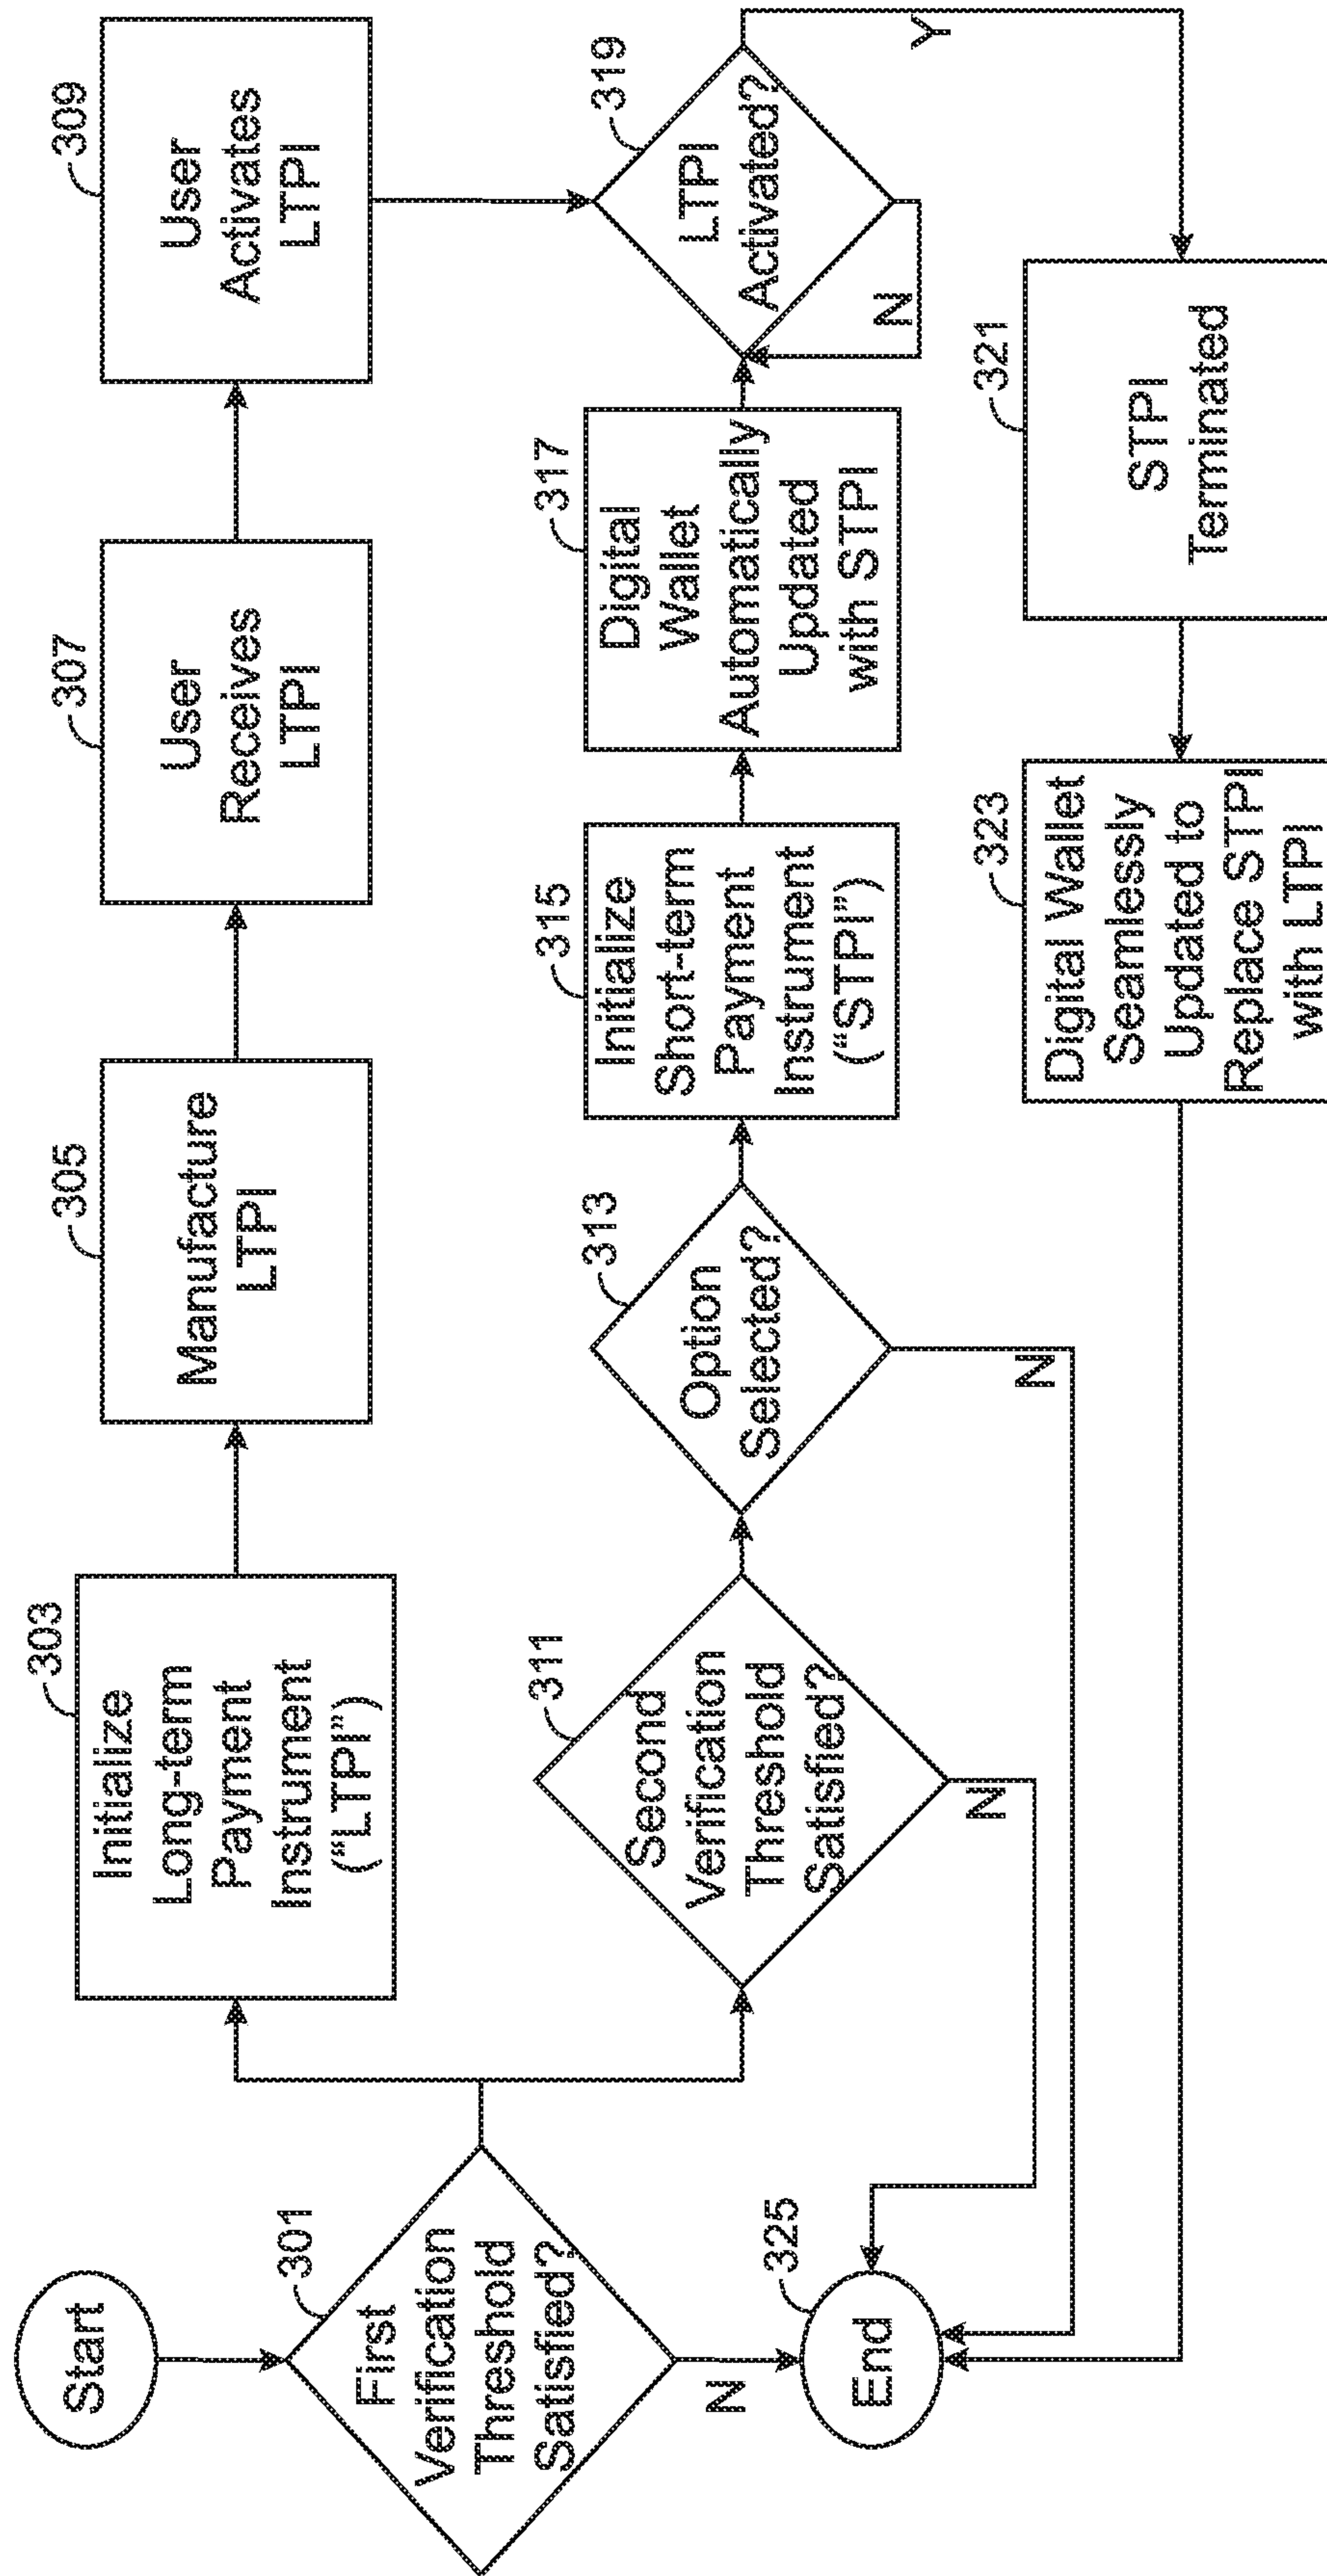 Start
301
First
Verification
Threshold
Satisfied?
N
303
Initialize
Long-term
Payment
Instrument
(“LTPI”)
305
Manufacture
LTPI
307
User
Receives
LTPI
309
User
Activates
LTPI
311
Second
Verification
Threshold
Satisfied?
N
313
Option
Selected?
N
315
Initialize
Short-term
Payment
Instrument
(“STPI”)
317
Digital
Wallet
Automatically
Updated
with STPI
319
LTPI
Activated?
N
Y
321
STPI
Terminated
323
Digital Wallet
Seamlessly
Updated to
Replace STPI
with LTPI
325
End